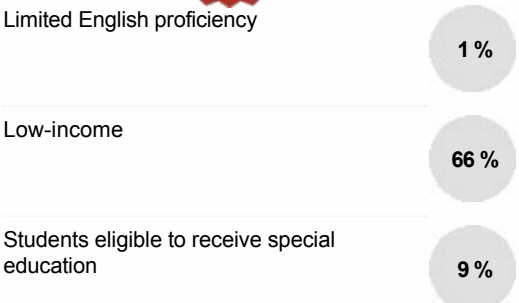 Limited English proficiency
1 %
Low-income
66 %
Students eligible to receive special
education
9 %